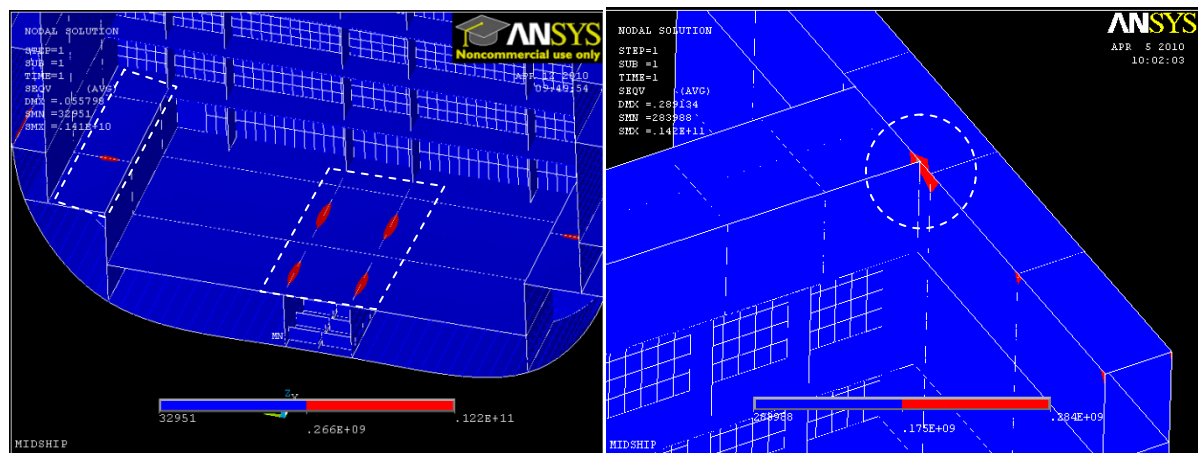 ANSYS
Noncommercial use only
NODAL SOLUTION
STEP=1
SUB =1
TIME=1
SEQV (AVG)
DMX =.055798
SMN =32951
SMX =.141E+10
APR 12 2010
09:49:54
MN
Z
Y
32951
.266E+09
.122E+11
MIDSHIP
ANSYS
APR 5 2010
10:02:03
NODAL SOLUTION
STEP=1
SUB =1
TIME=1
SEQV (AVG)
DMX =.289134
SMN =283988
SMX =.142E+11
.175E+09
.284E+09
MIDSHIP